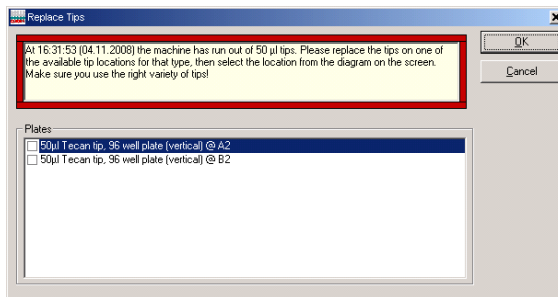 Replace Tips
At 16:31:53 (04.11.2008) the machine has run out of 50 µl tips. Please replace the tips on one of
the available tip locations for that type, then select the location from the diagram on the screen.
Make sure you use the right variety of tips!
OK
Cancel
Plates
50µl Tecan tip, 96 well plate (vertical) @ A2
50µl Tecan tip, 96 well plate (vertical) @ B2